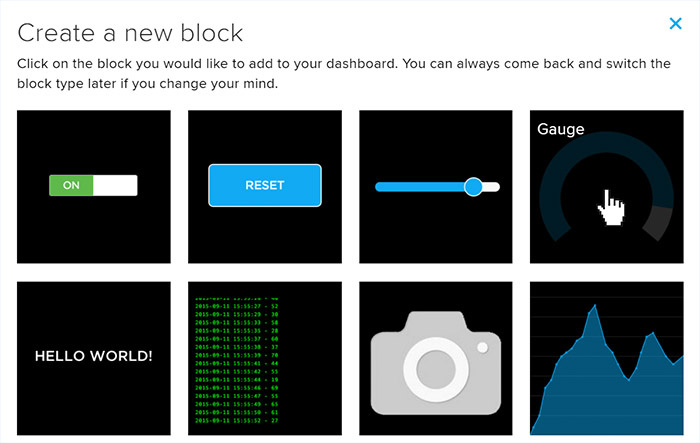 Create a new block
Click on the block you would like to add to your dashboard. You can always come back and switch the
block type later if you change your mind.
ON
RESET
Gauge
HELLO WORLD!
2015-09-11 15:55:27 - 52
2015-09-11 15:55:29 - 30
2015-09-11 15:55:33 - 50
2015-09-11 15:55:35 - 28
2015-09-11 15:55:37 - 60
2015-09-11 15:55:38 - 37
2015-09-11 15:55:39 - 70
2015-09-11 15:55:41 - 44
2015-09-11 15:55:42 - 55
2015-09-11 15:55:44 - 19
2015-09-11 15:55:46 - 69
2015-09-11 15:55:47 - 55
2015-09-11 15:55:49 - 65
2015-09-11 15:55:50 - 61
2015-09-11 15:55:52 - 27